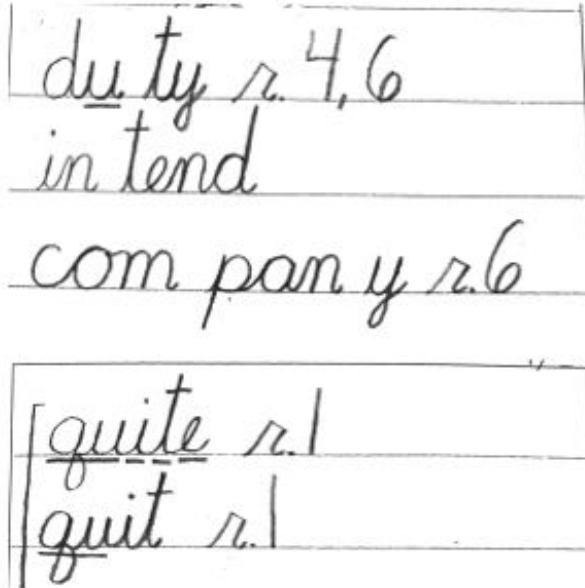 du ty r. 4, 6
in tend
com pan y r. 6
quite r. 1
quit r. 1